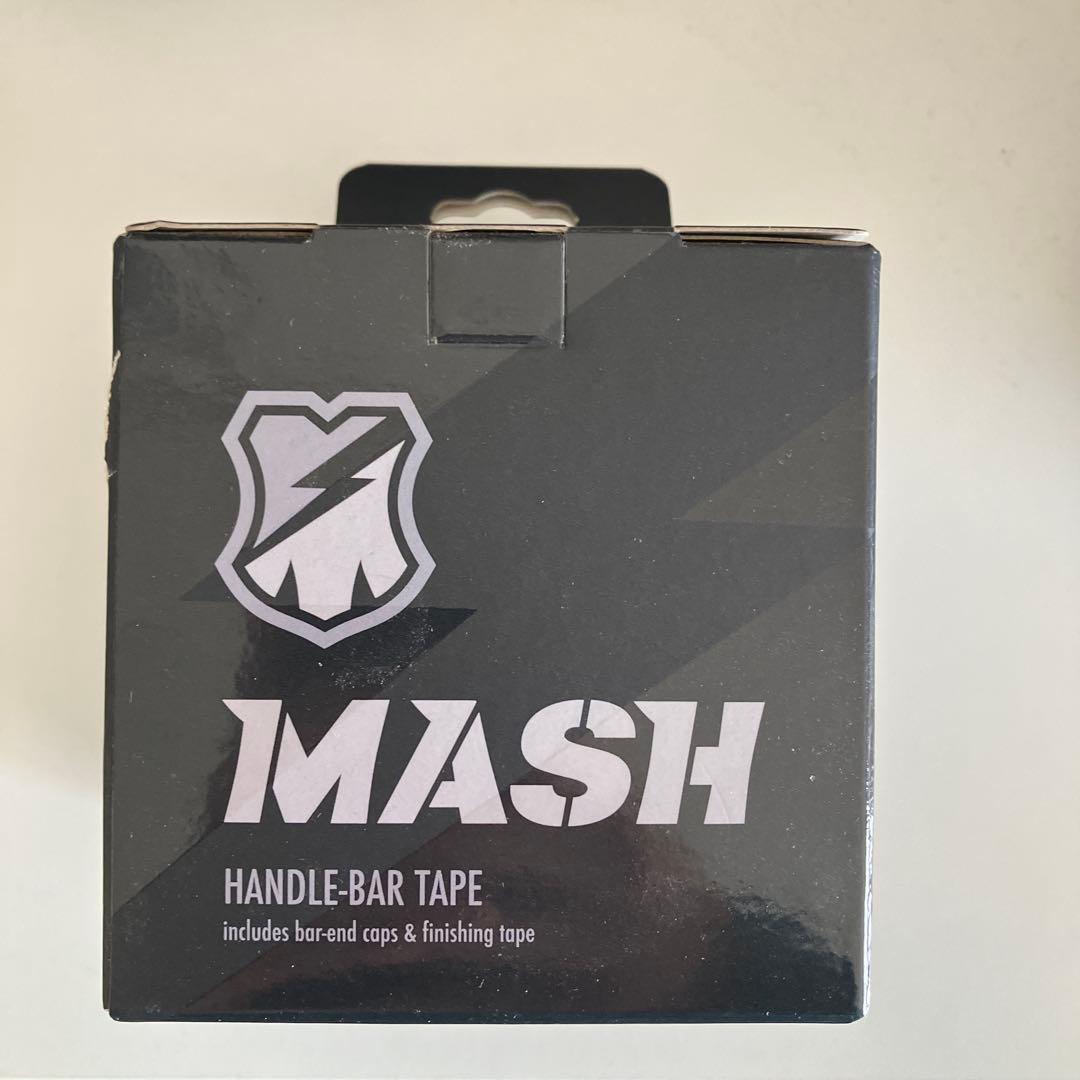 MASH
HANDLE-BAR TAPE
includes bar-end caps & finishing tape